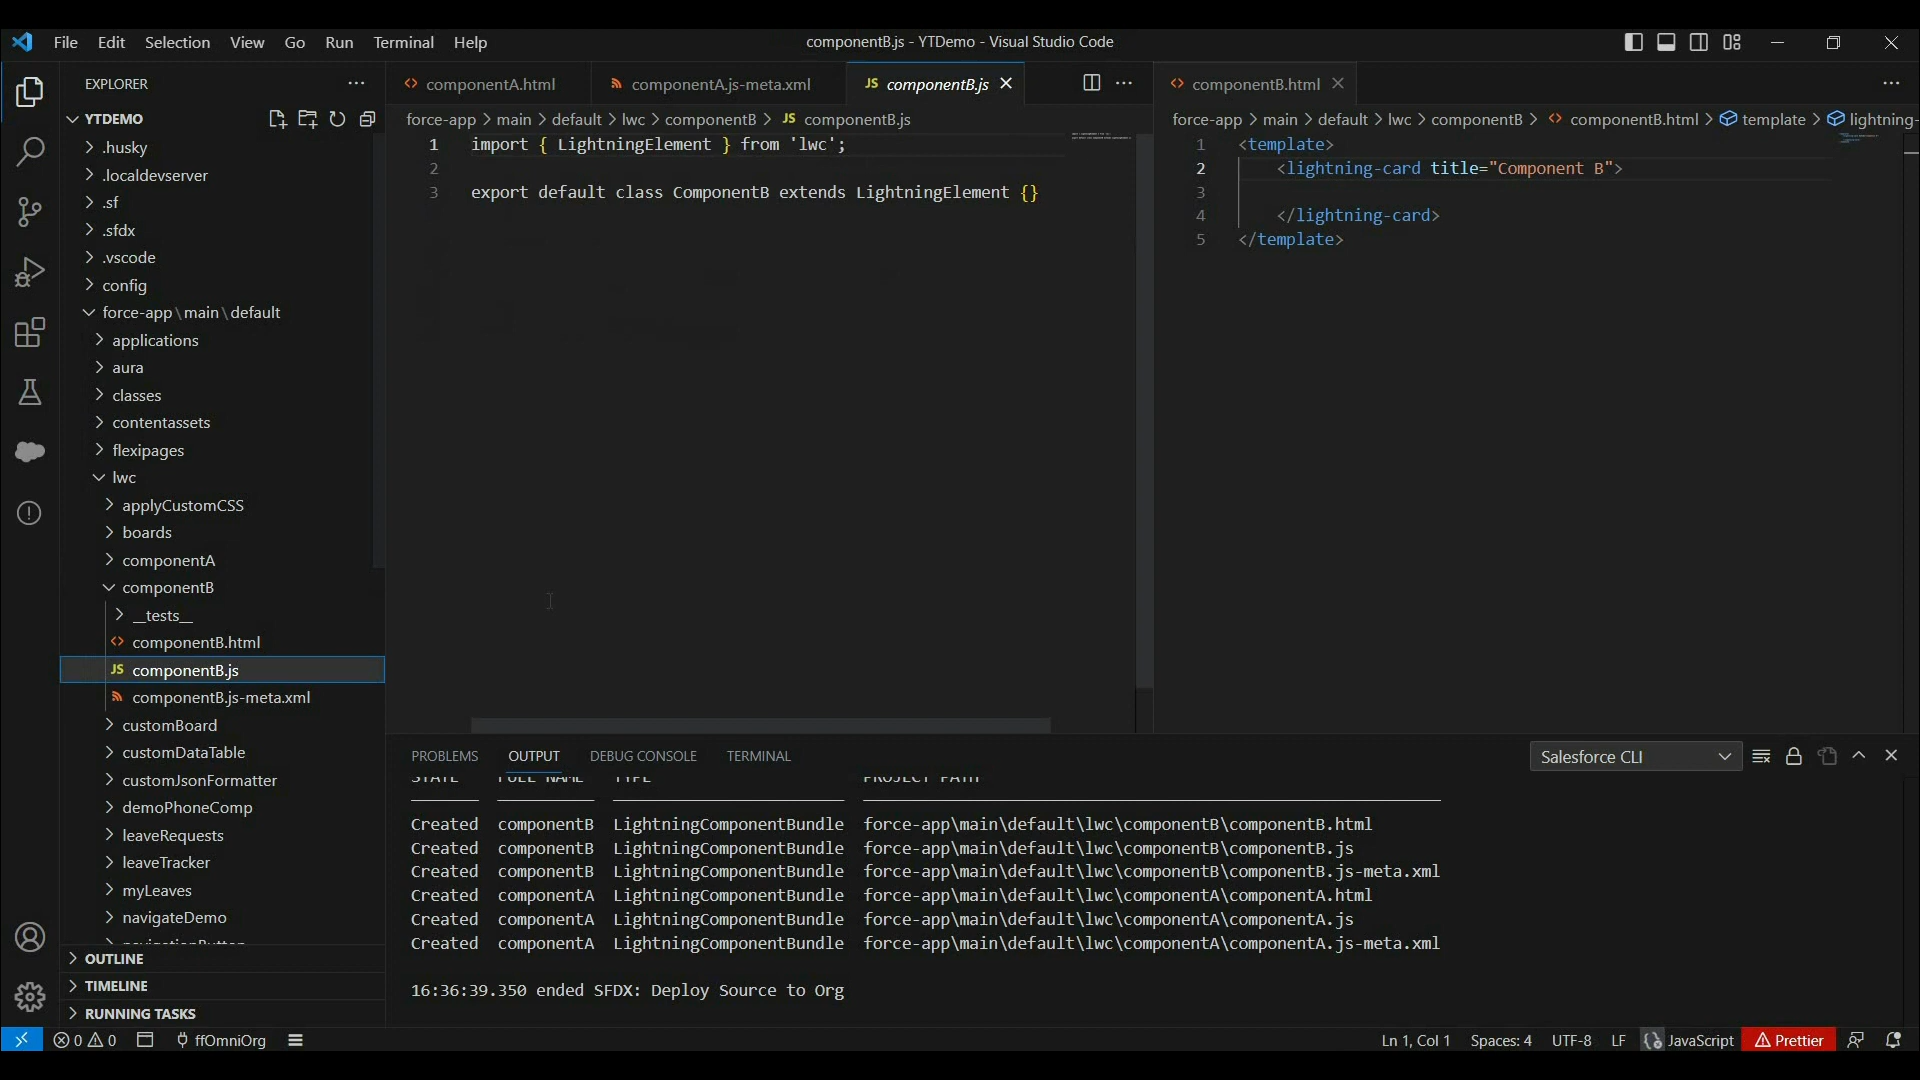 File Edit Selection View Go Run Terminal Help
componentB.js - YTDemo - Visual Studio Code
EXPLORER
YTDEMO
.husky
.localdevserver
.sf
.sfdx
.vscode
config
force-app\main\default
applications
aura
classes
contentassets
flexipages
lwc
applyCustomCSS
boards
componentA
componentB
__tests__
componentB.html
componentB.js
componentB.js-meta.xml
customBoard
customDataTable
customJsonFormatter
demoPhoneComp
leaveRequests
leaveTracker
myLeaves
navigateDemo
OUTLINE
TIMELINE
RUNNING TASKS
componentA.html
componentA.js-meta.xml
JS componentB.js
force-app > main > default > lwc > componentB > JS componentB.js
1 import { LightningElement } from 'lwc';
2
3 export default class ComponentB extends LightningElement {}
componentB.html
force-app > main > default > lwc > componentB > componentB.html > template > lightning-
1 <template>
2 <lightning-card title="Component B">
3
4 </lightning-card>
5 </template>
PROBLEMS OUTPUT DEBUG CONSOLE TERMINAL
Salesforce CLI
STATE FULL NAME TYPE PROJECT PATH
Created componentB LightningComponentBundle force-app\main\default\lwc\componentB\componentB.html
Created componentB LightningComponentBundle force-app\main\default\lwc\componentB\componentB.js
Created componentB LightningComponentBundle force-app\main\default\lwc\componentB\componentB.js-meta.xml
Created componentA LightningComponentBundle force-app\main\default\lwc\componentA\componentA.html
Created componentA LightningComponentBundle force-app\main\default\lwc\componentA\componentA.js
Created componentA LightningComponentBundle force-app\main\default\lwc\componentA\componentA.js-meta.xml
16:36:39.350 ended SFDX: Deploy Source to Org
0 0 ffOmniOrg
Ln 1, Col 1 Spaces: 4 UTF-8 LF JavaScript Prettier